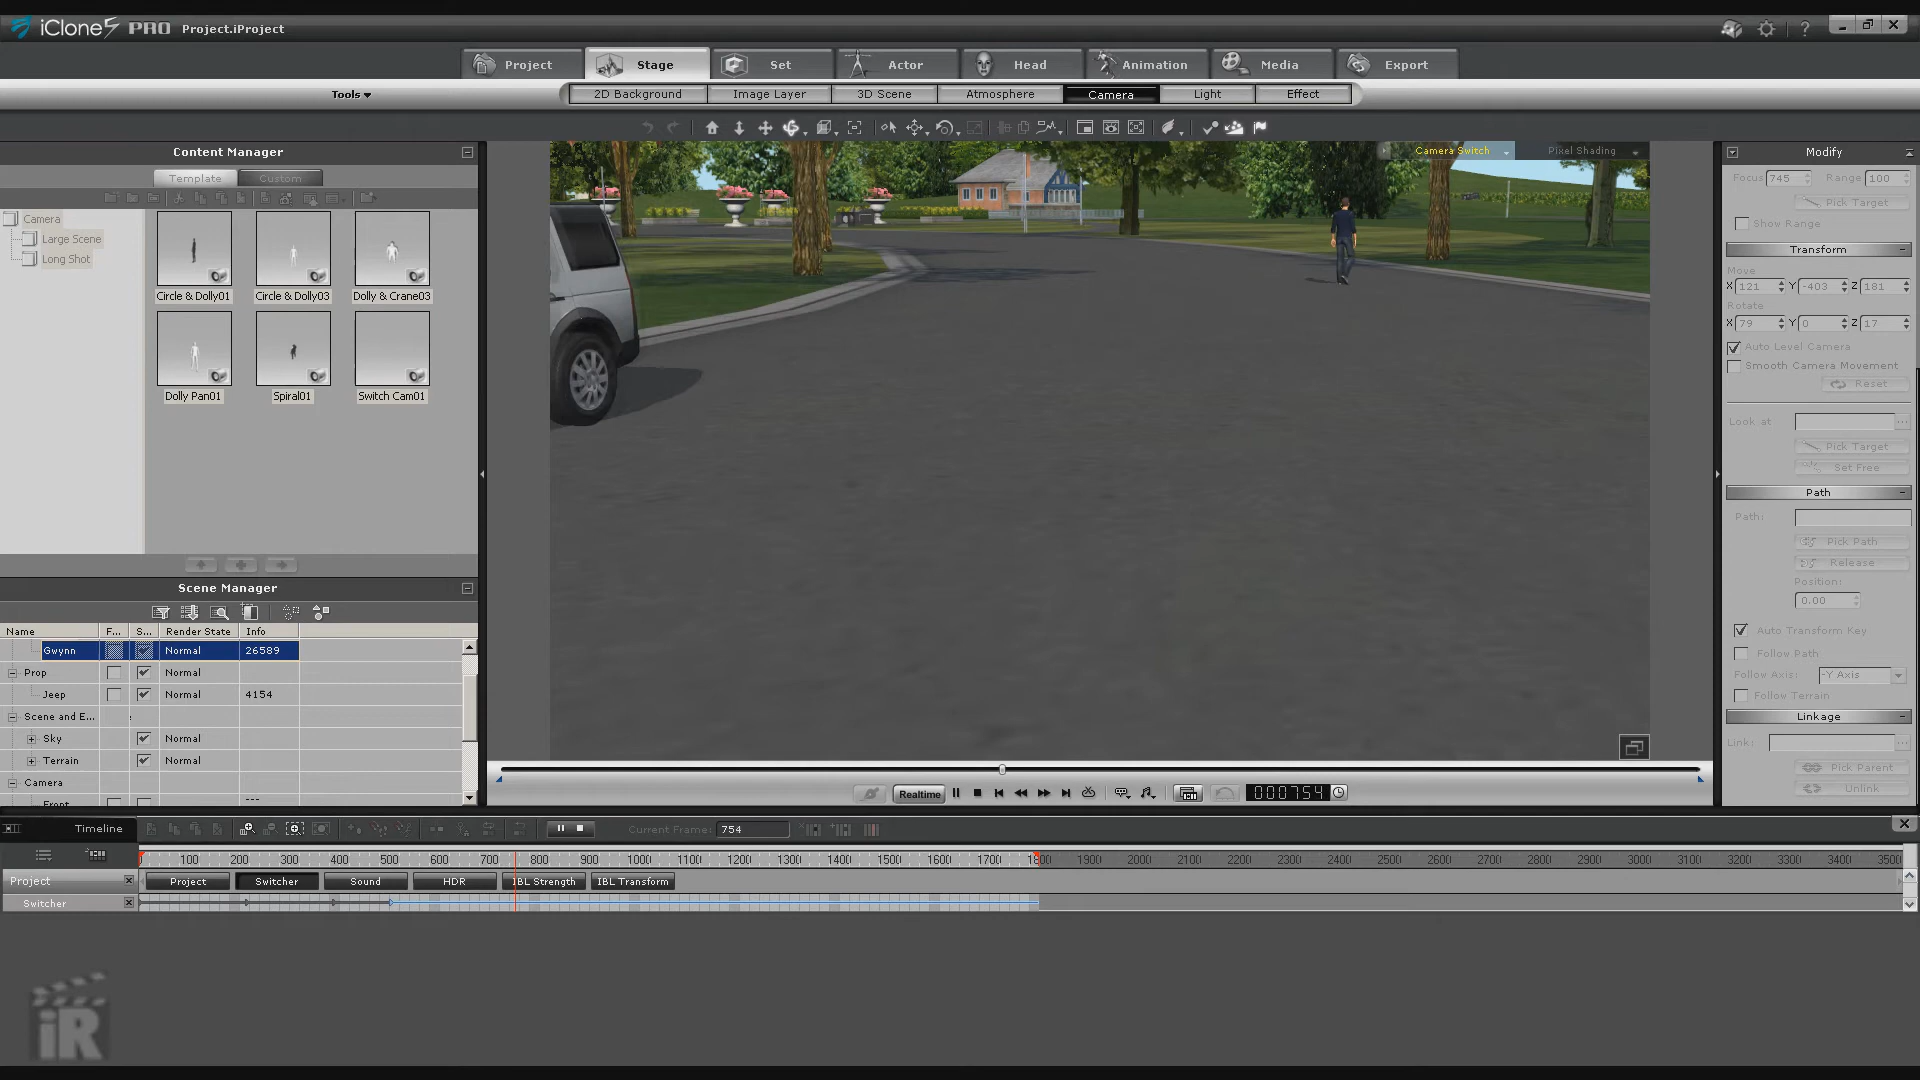 iClone5 PRO Project.iProject
Project Stage Set Actor Head Animation Media Export
Tools
2D Background Image Layer 3D Scene Atmosphere Camera Light Effect
Content Manager
Template Custom
Camera
Large Scene
Long Shot
Circle & Dolly01 Circle & Dolly03 Dolly & Crane03
Dolly Pan01 Spiral01 Switch Cam01
Scene Manager
Name F... S... Render State Info
Gwynn Normal 26589
Prop Normal
Jeep Normal 4154
Scene and E...
Sky Normal
Terrain Normal
Camera
Front ---
Camera Switch Pixel Shading
Realtime 000754
Modify
Focus 745 Range 100
Pick Target
Show Range
Transform
Move
X 121 Y -403 Z 181
Rotate
X 79 Y 0 Z 17
Auto Level Camera
Smooth Camera Movement
Reset
Look at
Pick Target
Set Free
Path
Path:
Pick Path
Release
Position:
0.00
Auto Transform Key
Follow Path
Follow Axis: -Y Axis
Follow Terrain
Linkage
Link:
Pick Parent
Unlink
Timeline Current Frame: 754
100 200 300 400 500 600 700 800 900 1000 1100 1200 1300 1400 1500 1600 1700 1800 1900 2000 2100 2200 2300 2400 2500 2600 2700 2800 2900 3000 3100 3200 3300 3400 3500
Project Project Switcher Sound HDR IBL Strength IBL Transform
Switcher
iR